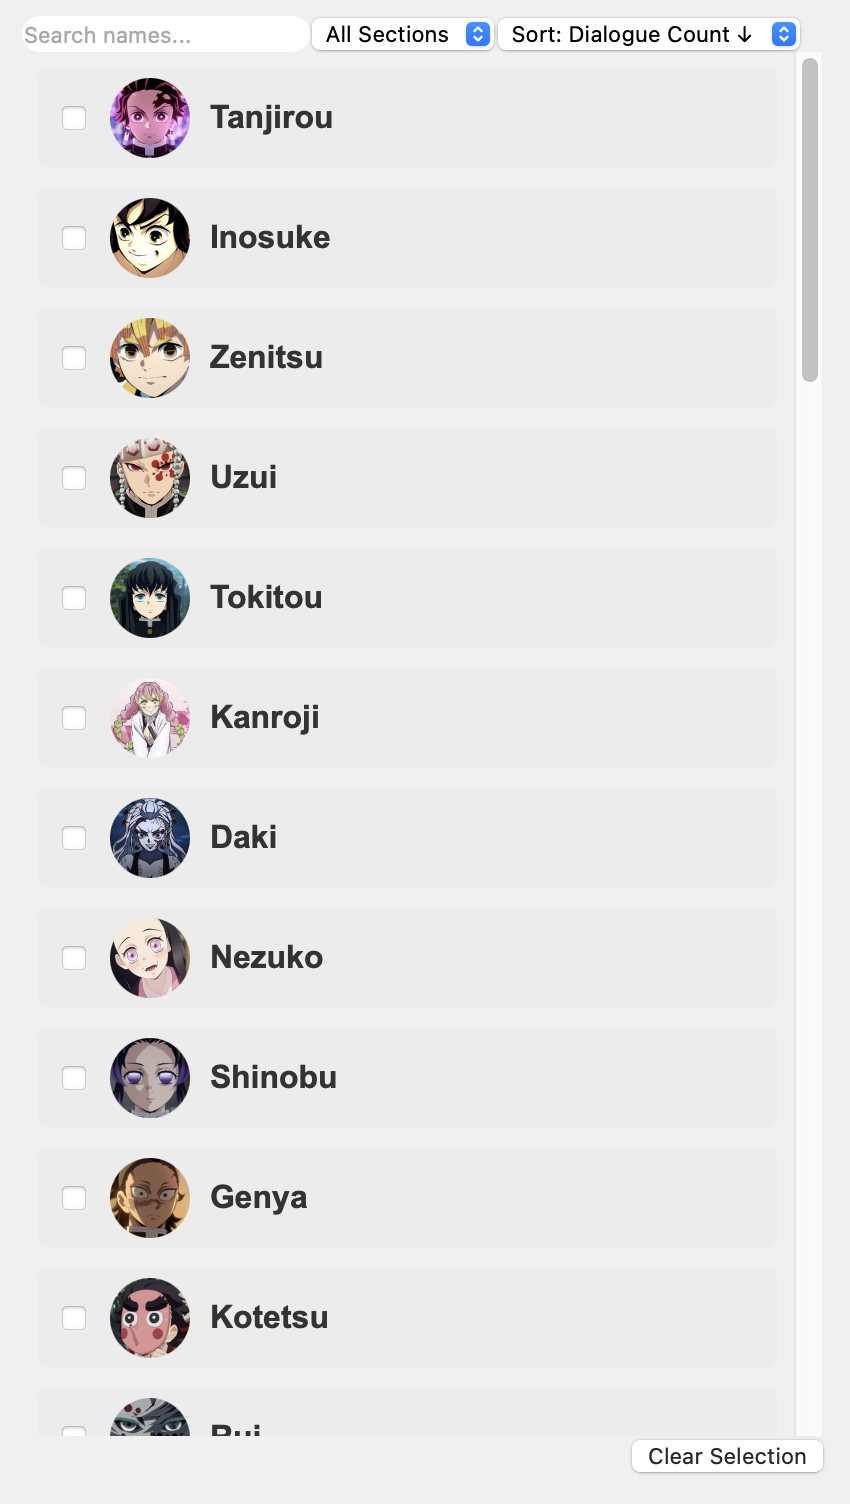 Search names...
All Sections
Sort: Dialogue Count ↓
Tanjirou
Inosuke
Zenitsu
Uzui
Tokitou
Kanroji
Daki
Nezuko
Shinobu
Genya
Kotetsu
Rui
Clear Selection